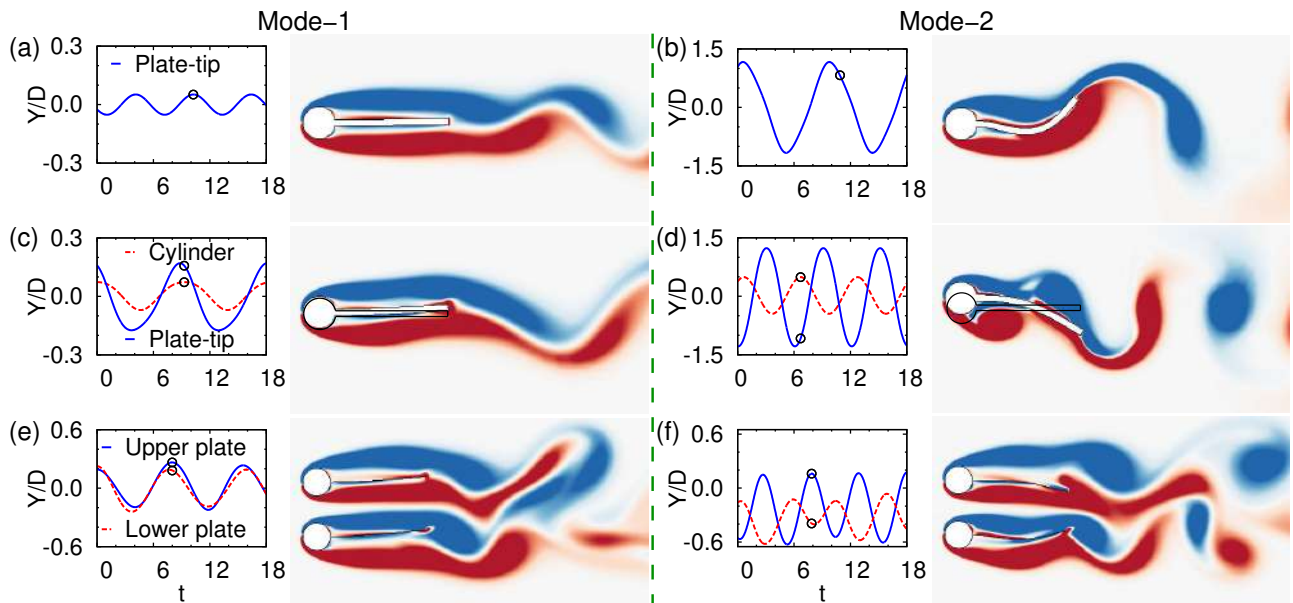 Mode−1
Mode−2
(a)
0.3
0.0
-0.3
Y/D
Plate-tip
0 6 12 18
(b)
1.5
0.0
-1.5
Y/D
0 6 12 18
(c)
0.3
0.0
-0.3
Y/D
Cylinder
Plate-tip
0 6 12 18
(d)
1.5
0.0
-1.5
Y/D
0 6 12 18
(e)
0.6
0.0
-0.6
Y/D
Upper plate
Lower plate
0 6 12 18
t
(f)
0.6
0.0
-0.6
Y/D
0 6 12 18
t